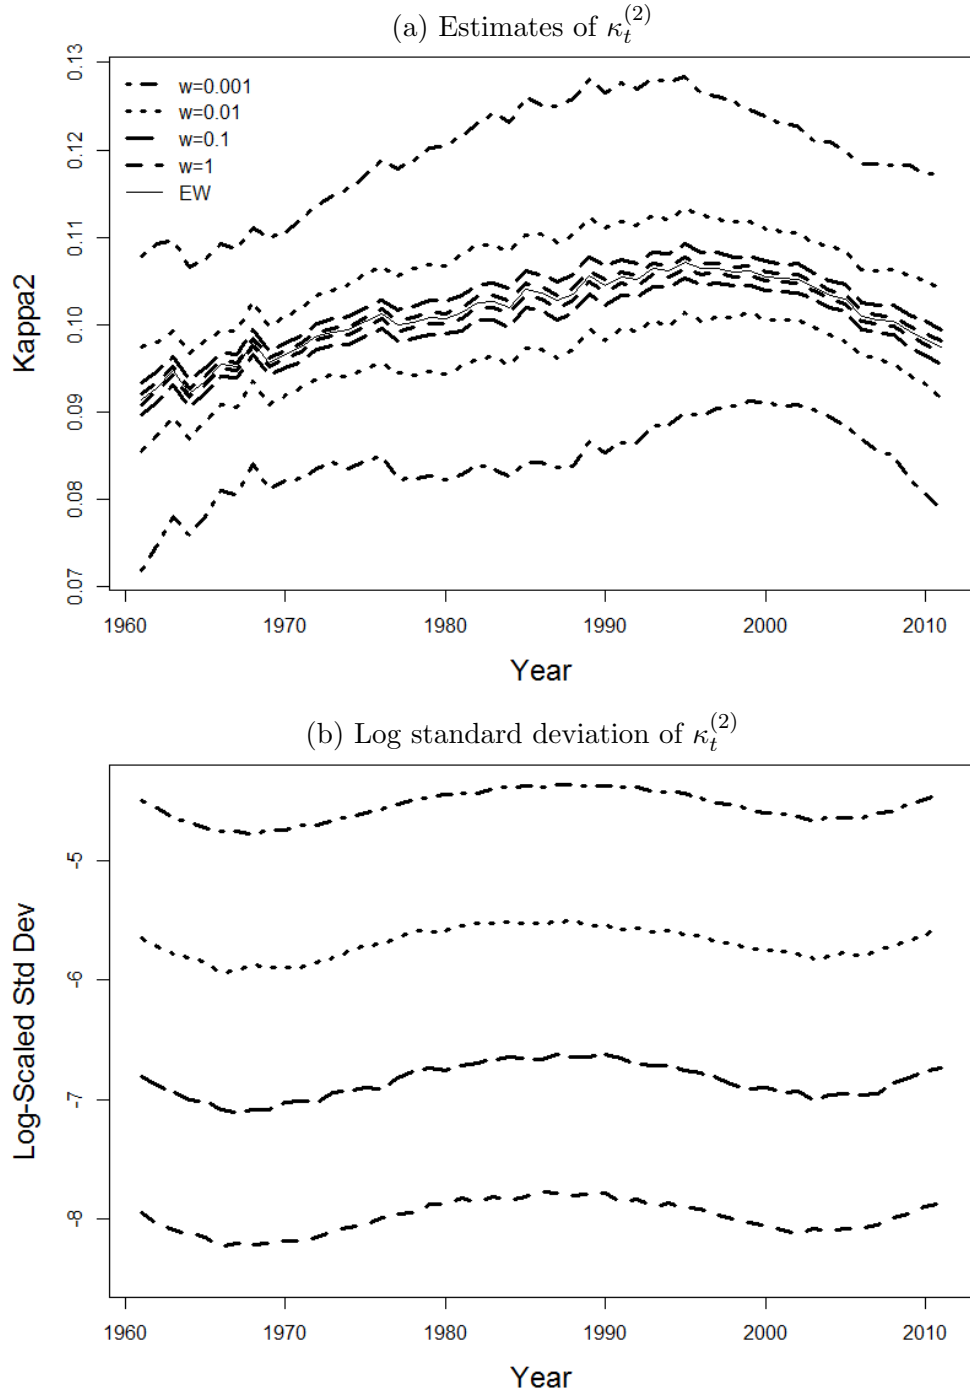 (a) Estimates of κ_t^(2)
w=0.001
w=0.01
w=0.1
w=1
EW
Kappa2
0.13
0.12
0.11
0.10
0.09
0.08
0.07
1960 1970 1980 1990 2000 2010
Year
(b) Log standard deviation of κ_t^(2)
Log-Scaled Std Dev
-5
-6
-7
-8
1960 1970 1980 1990 2000 2010
Year